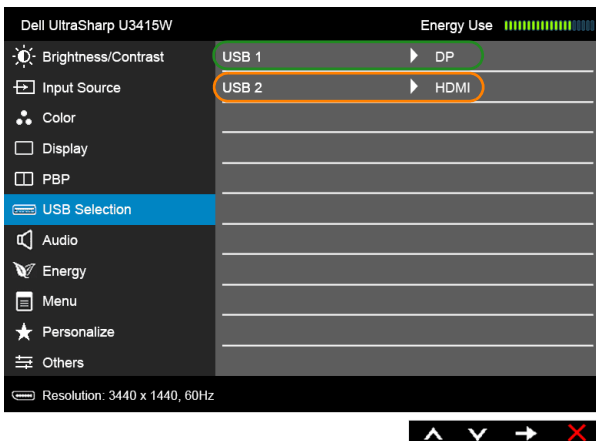 Dell UltraSharp U3415W Energy Use
Brightness/Contrast USB 1 DP
Input Source USB 2 HDMI
Color
Display
PBP
USB Selection
Audio
Energy
Menu
Personalize
Others
Resolution: 3440 x 1440, 60Hz